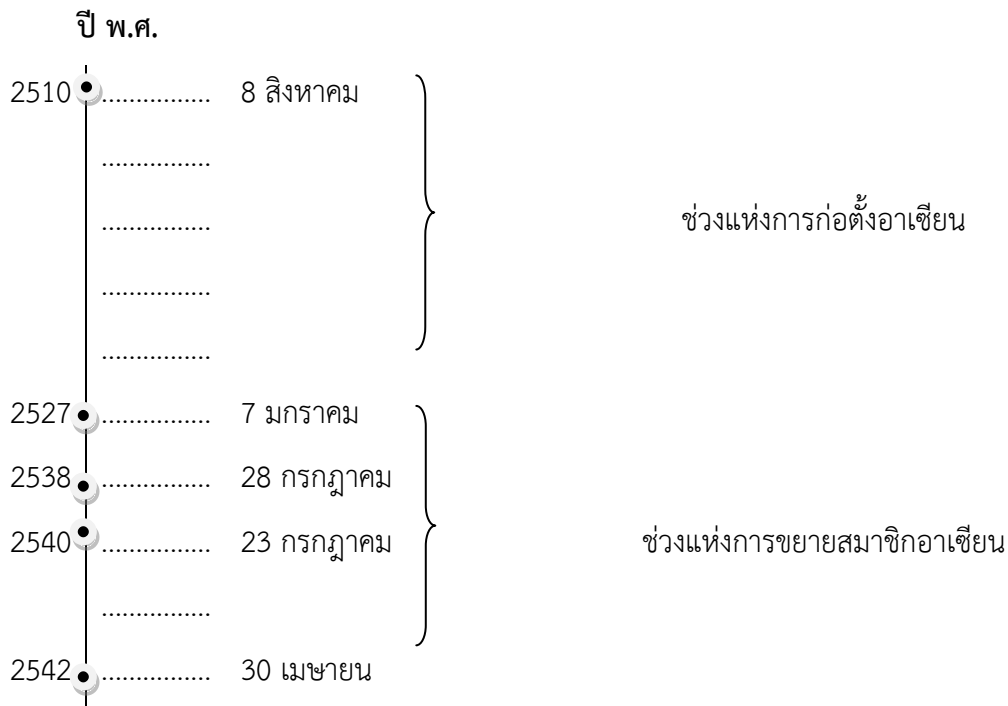 ปี พ.ศ.
2510 ................ 8 สิงหาคม
................
................ ช่วงแห่งการก่อตั้งอาเซียน
................
................
2527 ................ 7 มกราคม
2538 ................ 28 กรกฎาคม
2540 ................ 23 กรกฎาคม ช่วงแห่งการขยายสมาชิกอาเซียน
................
2542 ................ 30 เมษายน